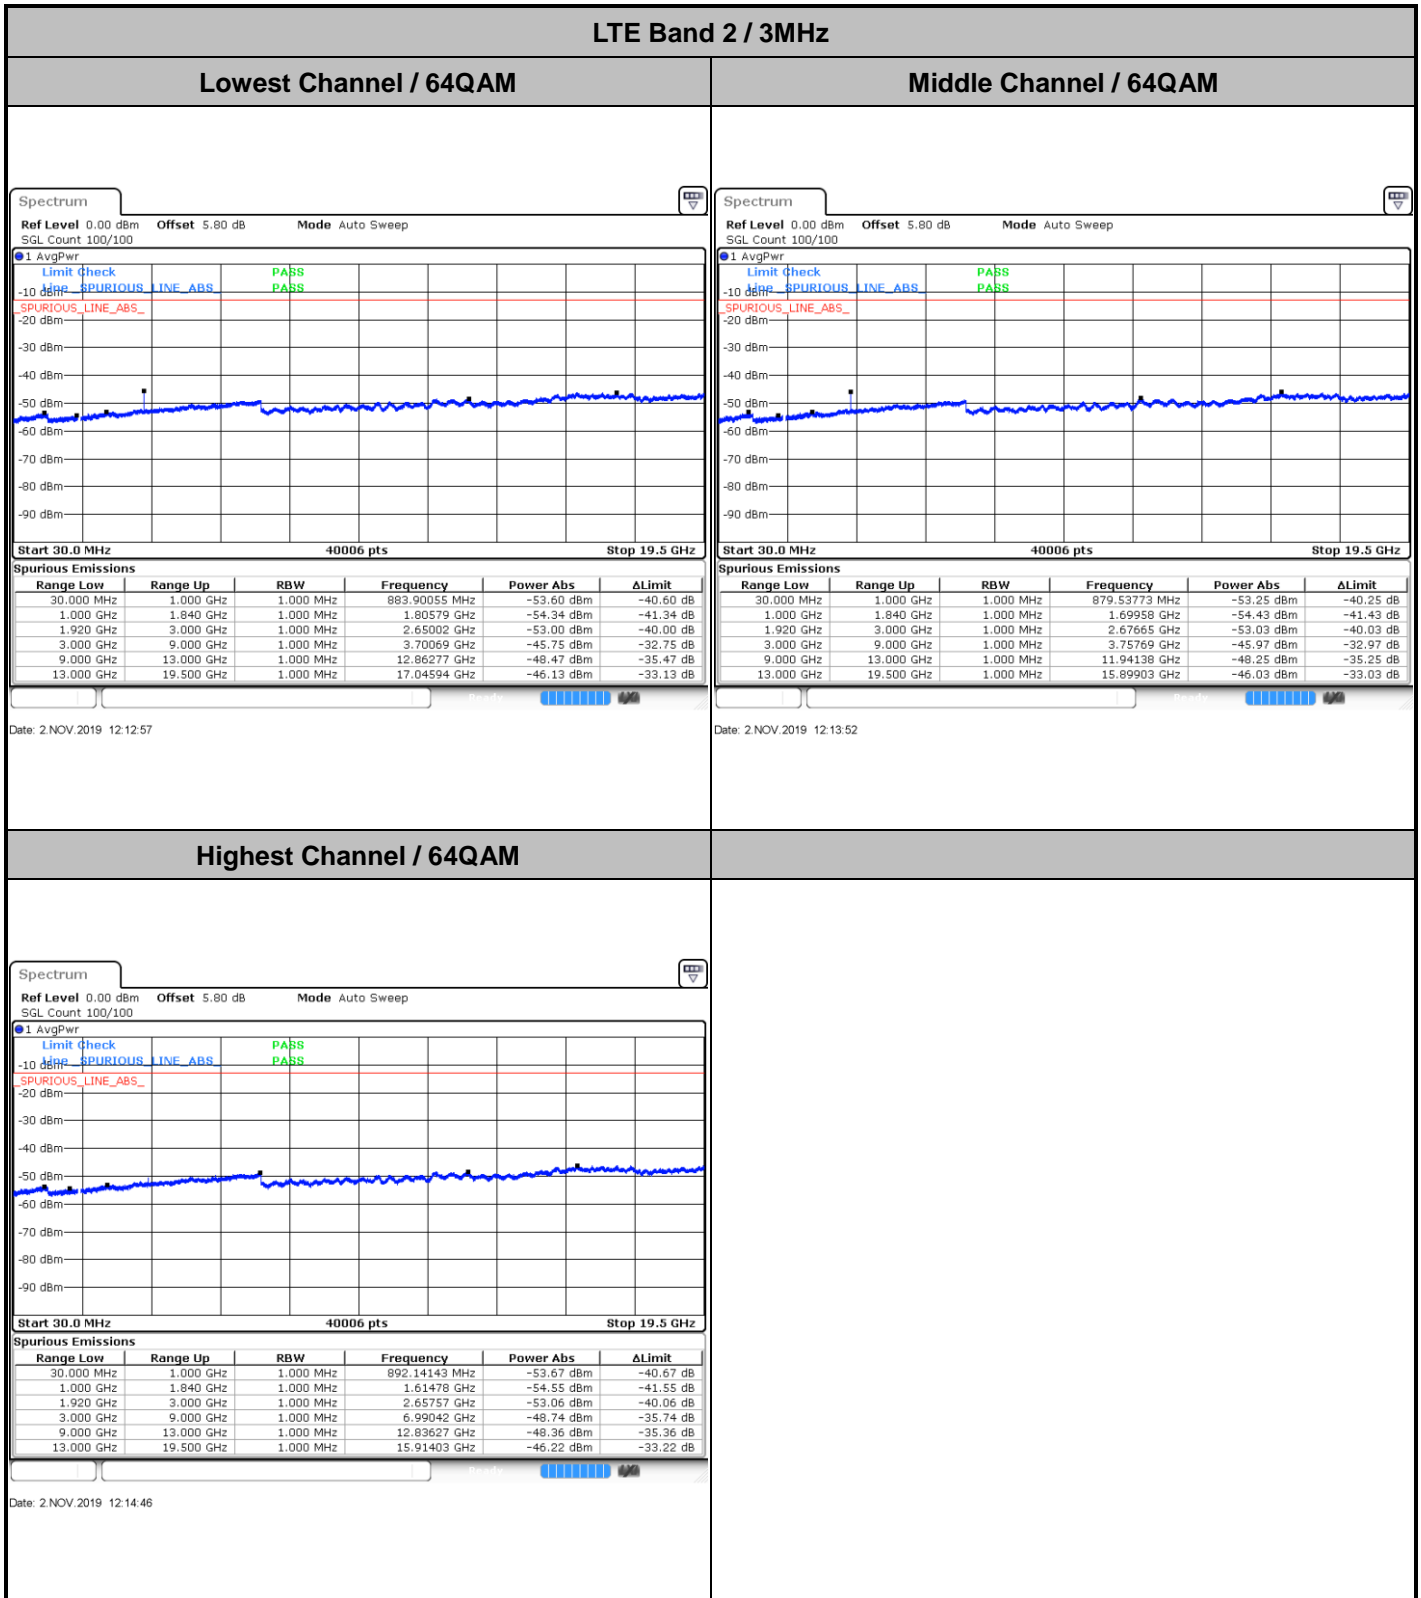 LTE Band 2 / 3MHz
Lowest Channel / 64QAM
Middle Channel / 64QAM
Spectrum
Ref Level 0.00 dBm Offset 5.80 dB Mode Auto Sweep
SGL Count 100/100
1 AvgPwr
Limit Check PASS
Line _SPURIOUS_LINE_ABS_ PASS
-10 dBm
_SPURIOUS_LINE_ABS_
-20 dBm
-30 dBm
-40 dBm
-50 dBm
-60 dBm
-70 dBm
-80 dBm
-90 dBm
Start 30.0 MHz 40006 pts Stop 19.5 GHz
Spurious Emissions
Range Low Range Up RBW Frequency Power Abs ΔLimit
30.000 MHz 1.000 GHz 1.000 MHz 883.90055 MHz -53.60 dBm -40.60 dB
1.000 GHz 1.840 GHz 1.000 MHz 1.80579 GHz -54.34 dBm -41.34 dB
1.920 GHz 3.000 GHz 1.000 MHz 2.65002 GHz -53.00 dBm -40.00 dB
3.000 GHz 9.000 GHz 1.000 MHz 3.70069 GHz -45.75 dBm -32.75 dB
9.000 GHz 13.000 GHz 1.000 MHz 12.86277 GHz -48.47 dBm -35.47 dB
13.000 GHz 19.500 GHz 1.000 MHz 17.04594 GHz -46.13 dBm -33.13 dB
Date: 2.NOV.2019 12:12:57
Spectrum
Ref Level 0.00 dBm Offset 5.80 dB Mode Auto Sweep
SGL Count 100/100
1 AvgPwr
Limit Check PASS
Line _SPURIOUS_LINE_ABS_ PASS
-10 dBm
_SPURIOUS_LINE_ABS_
-20 dBm
-30 dBm
-40 dBm
-50 dBm
-60 dBm
-70 dBm
-80 dBm
-90 dBm
Start 30.0 MHz 40006 pts Stop 19.5 GHz
Spurious Emissions
Range Low Range Up RBW Frequency Power Abs ΔLimit
30.000 MHz 1.000 GHz 1.000 MHz 879.53773 MHz -53.25 dBm -40.25 dB
1.000 GHz 1.840 GHz 1.000 MHz 1.69958 GHz -54.43 dBm -41.43 dB
1.920 GHz 3.000 GHz 1.000 MHz 2.67665 GHz -53.03 dBm -40.03 dB
3.000 GHz 9.000 GHz 1.000 MHz 3.75769 GHz -45.97 dBm -32.97 dB
9.000 GHz 13.000 GHz 1.000 MHz 11.94138 GHz -48.25 dBm -35.25 dB
13.000 GHz 19.500 GHz 1.000 MHz 15.89903 GHz -46.03 dBm -33.03 dB
Date: 2.NOV.2019 12:13:52
Highest Channel / 64QAM
Spectrum
Ref Level 0.00 dBm Offset 5.80 dB Mode Auto Sweep
SGL Count 100/100
1 AvgPwr
Limit Check PASS
Line _SPURIOUS_LINE_ABS_ PASS
-10 dBm
_SPURIOUS_LINE_ABS_
-20 dBm
-30 dBm
-40 dBm
-50 dBm
-60 dBm
-70 dBm
-80 dBm
-90 dBm
Start 30.0 MHz 40006 pts Stop 19.5 GHz
Spurious Emissions
Range Low Range Up RBW Frequency Power Abs ΔLimit
30.000 MHz 1.000 GHz 1.000 MHz 892.14143 MHz -53.67 dBm -40.67 dB
1.000 GHz 1.840 GHz 1.000 MHz 1.61478 GHz -54.55 dBm -41.55 dB
1.920 GHz 3.000 GHz 1.000 MHz 2.65757 GHz -53.06 dBm -40.06 dB
3.000 GHz 9.000 GHz 1.000 MHz 6.99042 GHz -48.74 dBm -35.74 dB
9.000 GHz 13.000 GHz 1.000 MHz 12.83627 GHz -48.36 dBm -35.36 dB
13.000 GHz 19.500 GHz 1.000 MHz 15.91403 GHz -46.22 dBm -33.22 dB
Date: 2.NOV.2019 12:14:46